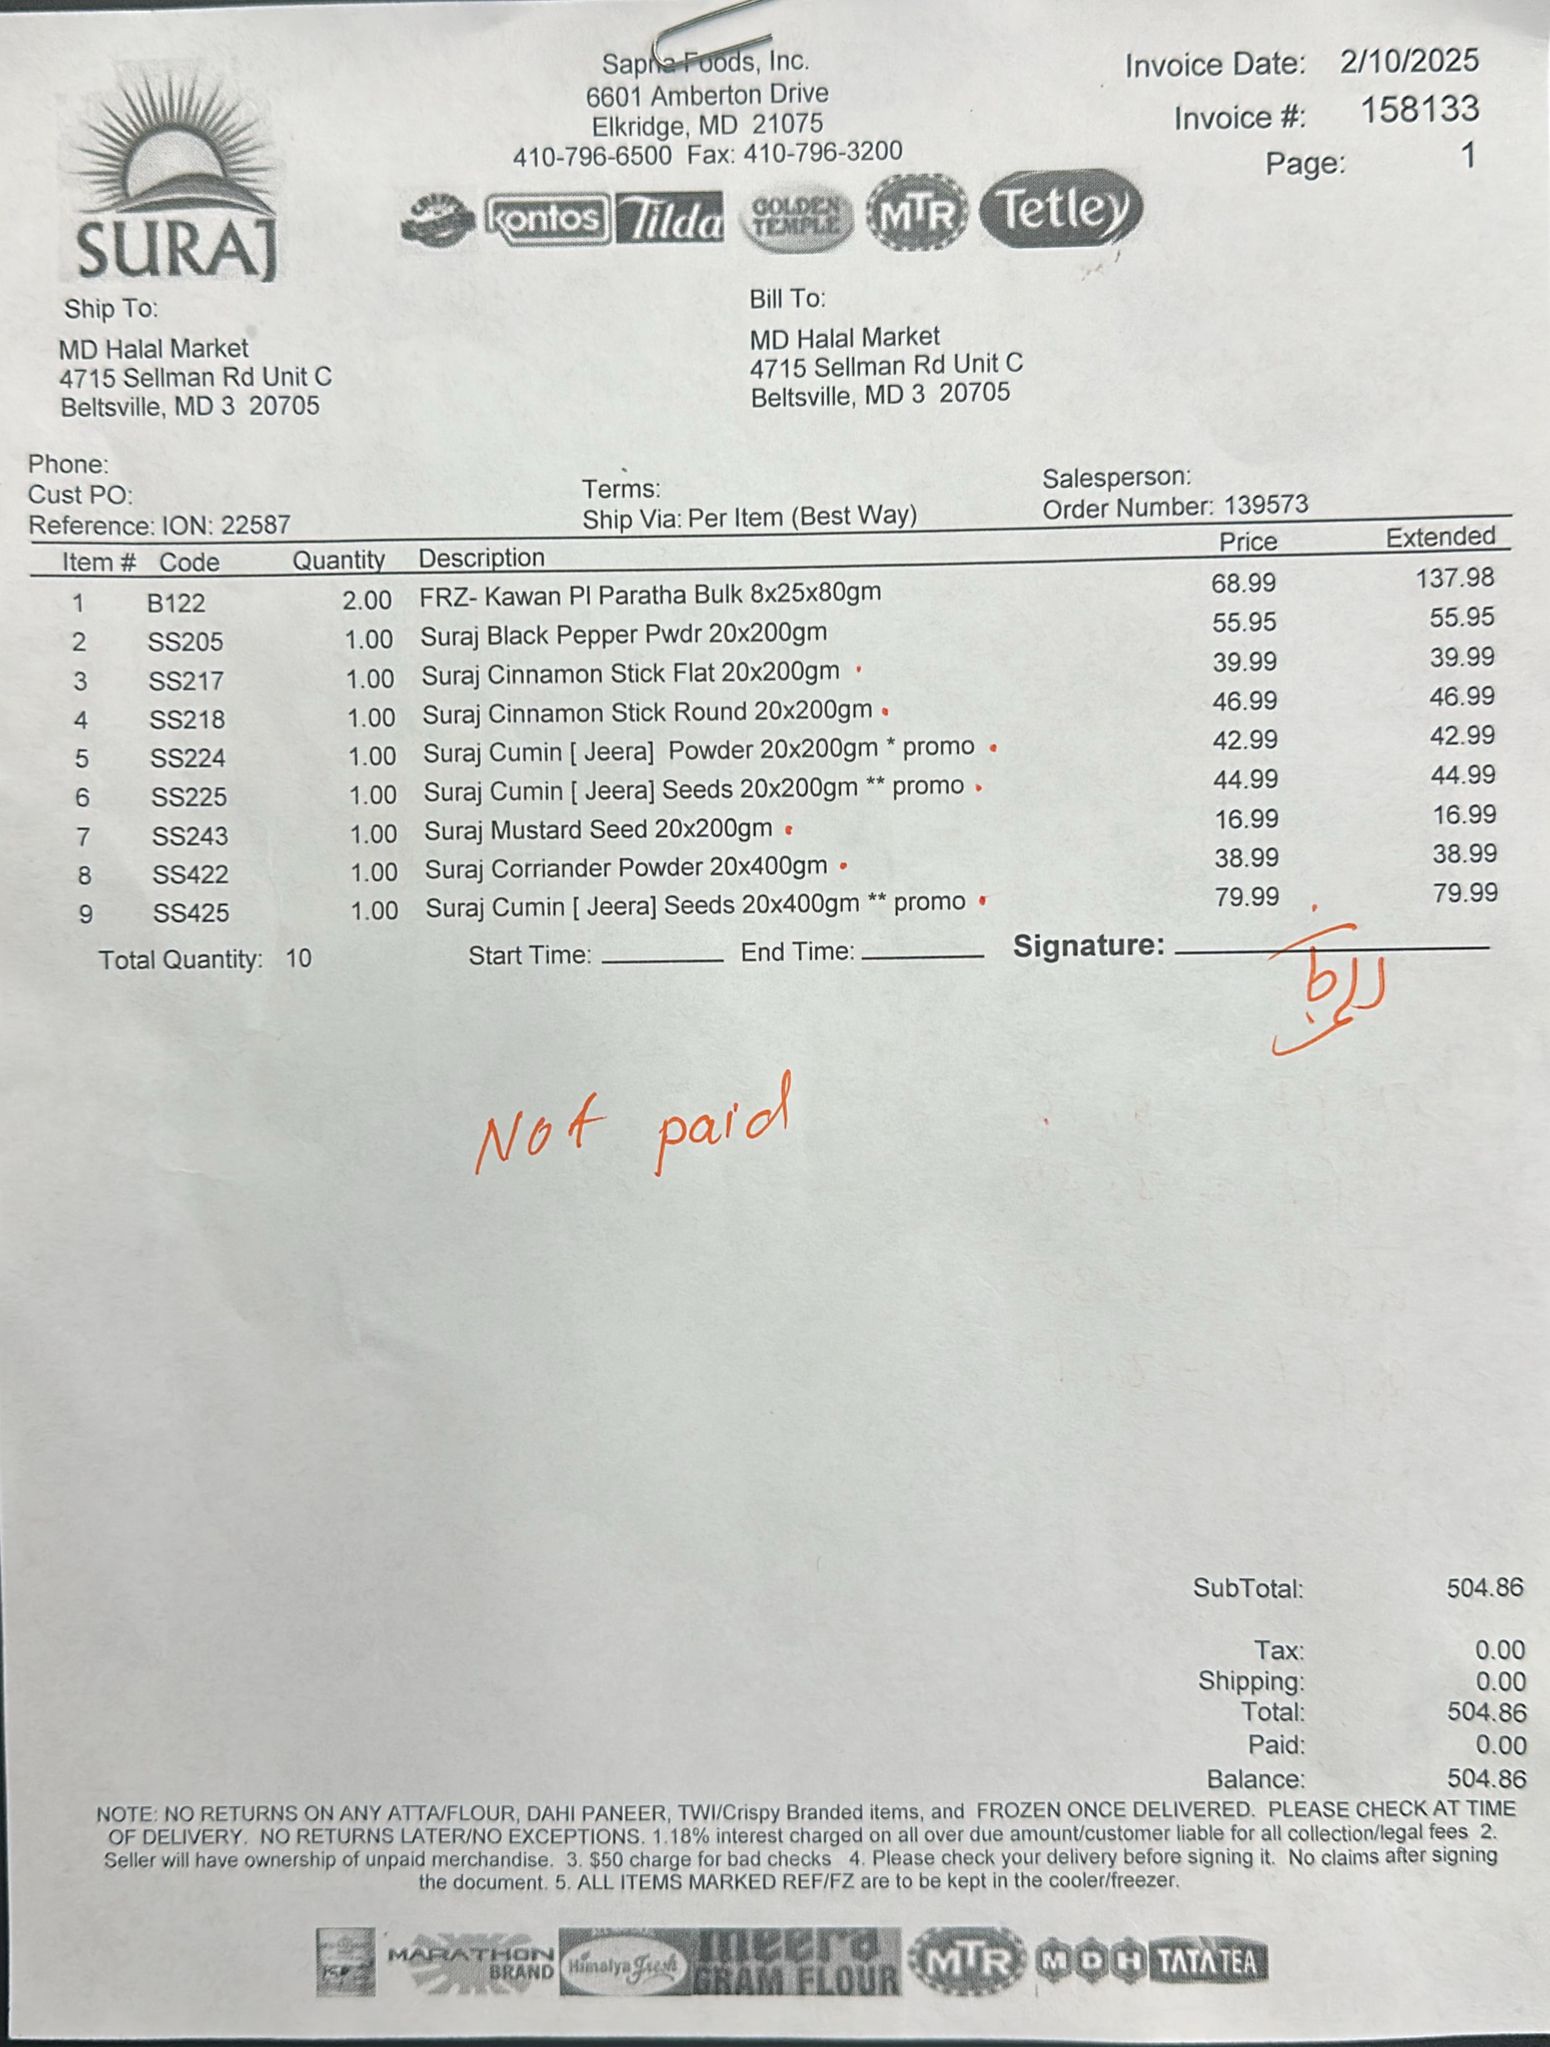 Sapna Foods, Inc.
6601 Amberton Drive
Elkridge, MD 21075
410-796-6500 Fax: 410-796-3200
Invoice Date: 2/10/2025
Invoice #: 158133
Page: 1
SURAJ
kontos Tilda GOLDEN TEMPLE MTR Tetley
Ship To:
MD Halal Market
4715 Sellman Rd Unit C
Beltsville, MD 3 20705
Bill To:
MD Halal Market
4715 Sellman Rd Unit C
Beltsville, MD 3 20705
Phone:
Cust PO:
Reference: ION: 22587
Terms:
Ship Via: Per Item (Best Way)
Salesperson:
Order Number: 139573
Item # Code Quantity Description Price Extended
1 B122 2.00 FRZ- Kawan Pl Paratha Bulk 8x25x80gm 68.99 137.98
2 SS205 1.00 Suraj Black Pepper Pwdr 20x200gm 55.95 55.95
3 SS217 1.00 Suraj Cinnamon Stick Flat 20x200gm 39.99 39.99
4 SS218 1.00 Suraj Cinnamon Stick Round 20x200gm 46.99 46.99
5 SS224 1.00 Suraj Cumin [ Jeera] Powder 20x200gm * promo 42.99 42.99
6 SS225 1.00 Suraj Cumin [ Jeera] Seeds 20x200gm ** promo 44.99 44.99
7 SS243 1.00 Suraj Mustard Seed 20x200gm 16.99 16.99
8 SS422 1.00 Suraj Corriander Powder 20x400gm 38.99 38.99
9 SS425 1.00 Suraj Cumin [ Jeera] Seeds 20x400gm ** promo 79.99 79.99
Total Quantity: 10 Start Time: End Time: Signature:
Not paid
SubTotal: 504.86
Tax: 0.00
Shipping: 0.00
Total: 504.86
Paid: 0.00
Balance: 504.86
NOTE: NO RETURNS ON ANY ATTA/FLOUR, DAHI PANEER, TWI/Crispy Branded items, and FROZEN ONCE DELIVERED. PLEASE CHECK AT TIME
OF DELIVERY. NO RETURNS LATER/NO EXCEPTIONS. 1.18% interest charged on all over due amount/customer liable for all collection/legal fees 2.
Seller will have ownership of unpaid merchandise. 3. $50 charge for bad checks 4. Please check your delivery before signing it. No claims after signing
the document. 5. ALL ITEMS MARKED REF/FZ are to be kept in the cooler/freezer.
MARATHON BRAND Himalya Fresh meera GRAM FLOUR MTR MDH TATA TEA